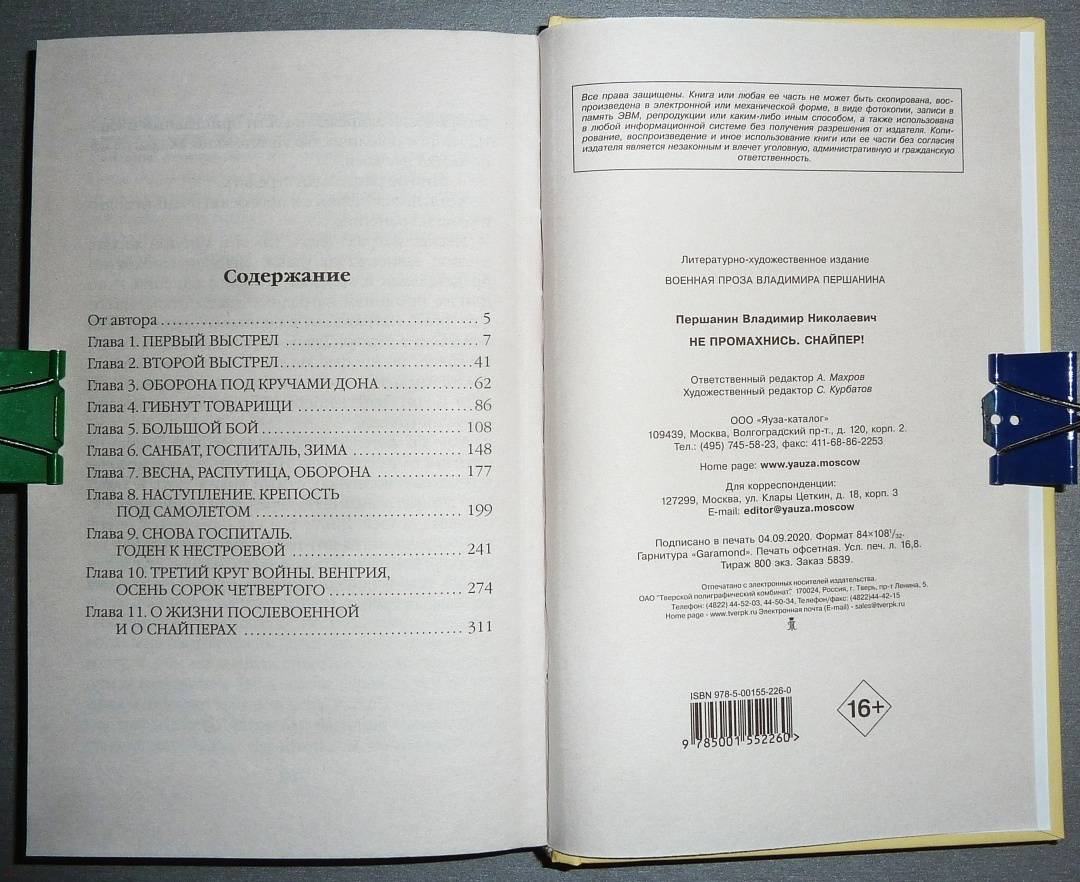 Содержание
От автора ................................................ 5
Глава 1. ПЕРВЫЙ ВЫСТРЕЛ ............................ 7
Глава 2. ВТОРОЙ ВЫСТРЕЛ............................ 41
Глава 3. ОБОРОНА ПОД КРУЧАМИ ДОНА ............. 62
Глава 4. ГИБНУТ ТОВАРИЩИ .......................... 86
Глава 5. БОЛЬШОЙ БОЙ .............................. 108
Глава 6. САНБАТ, ГОСПИТАЛЬ, ЗИМА ................. 148
Глава 7. ВЕСНА, РАСПУТИЦА, ОБОРОНА .............. 177
Глава 8. НАСТУПЛЕНИЕ. КРЕПОСТЬ
ПОД САМОЛЕТОМ ................................ 199
Глава 9. СНОВА ГОСПИТАЛЬ.
ГОДЕН К НЕСТРОЕВОЙ ........................... 241
Глава 10. ТРЕТИЙ КРУГ ВОЙНЫ. ВЕНГРИЯ,
ОСЕНЬ СОРОК ЧЕТВЕРТОГО ..................... 274
Глава 11. О ЖИЗНИ ПОСЛЕВОЕННОЙ
И О СНАЙПЕРАХ ................................. 311
Все права защищены. Книга или любая ее часть не может быть скопирована, вос-
произведена в электронной или механической форме, в виде фотокопии, записи в
память ЭВМ, репродукции или каким-либо иным способом, а также использована
в любой информационной системе без получения разрешения от издателя. Копи-
рование, воспроизведение и иное использование книги или ее части без согласия
издателя является незаконным и влечет уголовную, административную и гражданскую
ответственность.
Литературно-художественное издание
ВОЕННАЯ ПРОЗА ВЛАДИМИРА ПЕРШАНИНА
Першанин Владимир Николаевич
НЕ ПРОМАХНИСЬ. СНАЙПЕР!
Ответственный редактор А. Махров
Художественный редактор С. Курбатов
ООО «Яуза-каталог»
109439, Москва, Волгоградский пр-т., д. 120, корп. 2.
Тел.: (495) 745-58-23, факс: 411-68-86-2253
Home page: www.yauza.moscow
Для корреспонденции:
127299, Москва, ул. Клары Цеткин, д. 18, корп. 3
E-mail: editor@yauza.moscow
Подписано в печать 04.09.2020. Формат 84×108 1/32.
Гарнитура «Garamond». Печать офсетная. Усл. печ. л. 16,8.
Тираж 800 экз. Заказ 5839.
Отпечатано с электронных носителей издательства.
ОАО "Тверской полиграфический комбинат". 170024, Россия, г. Тверь, пр-т Ленина, 5.
Телефон: (4822) 44-52-03, 44-50-34, Телефон/факс: (4822)44-42-15
Home page - www.tverpk.ru Электронная почта (E-mail) - sales@tverpk.ru
ISBN 978-5-00155-226-0
9 785001 552260 >
16+